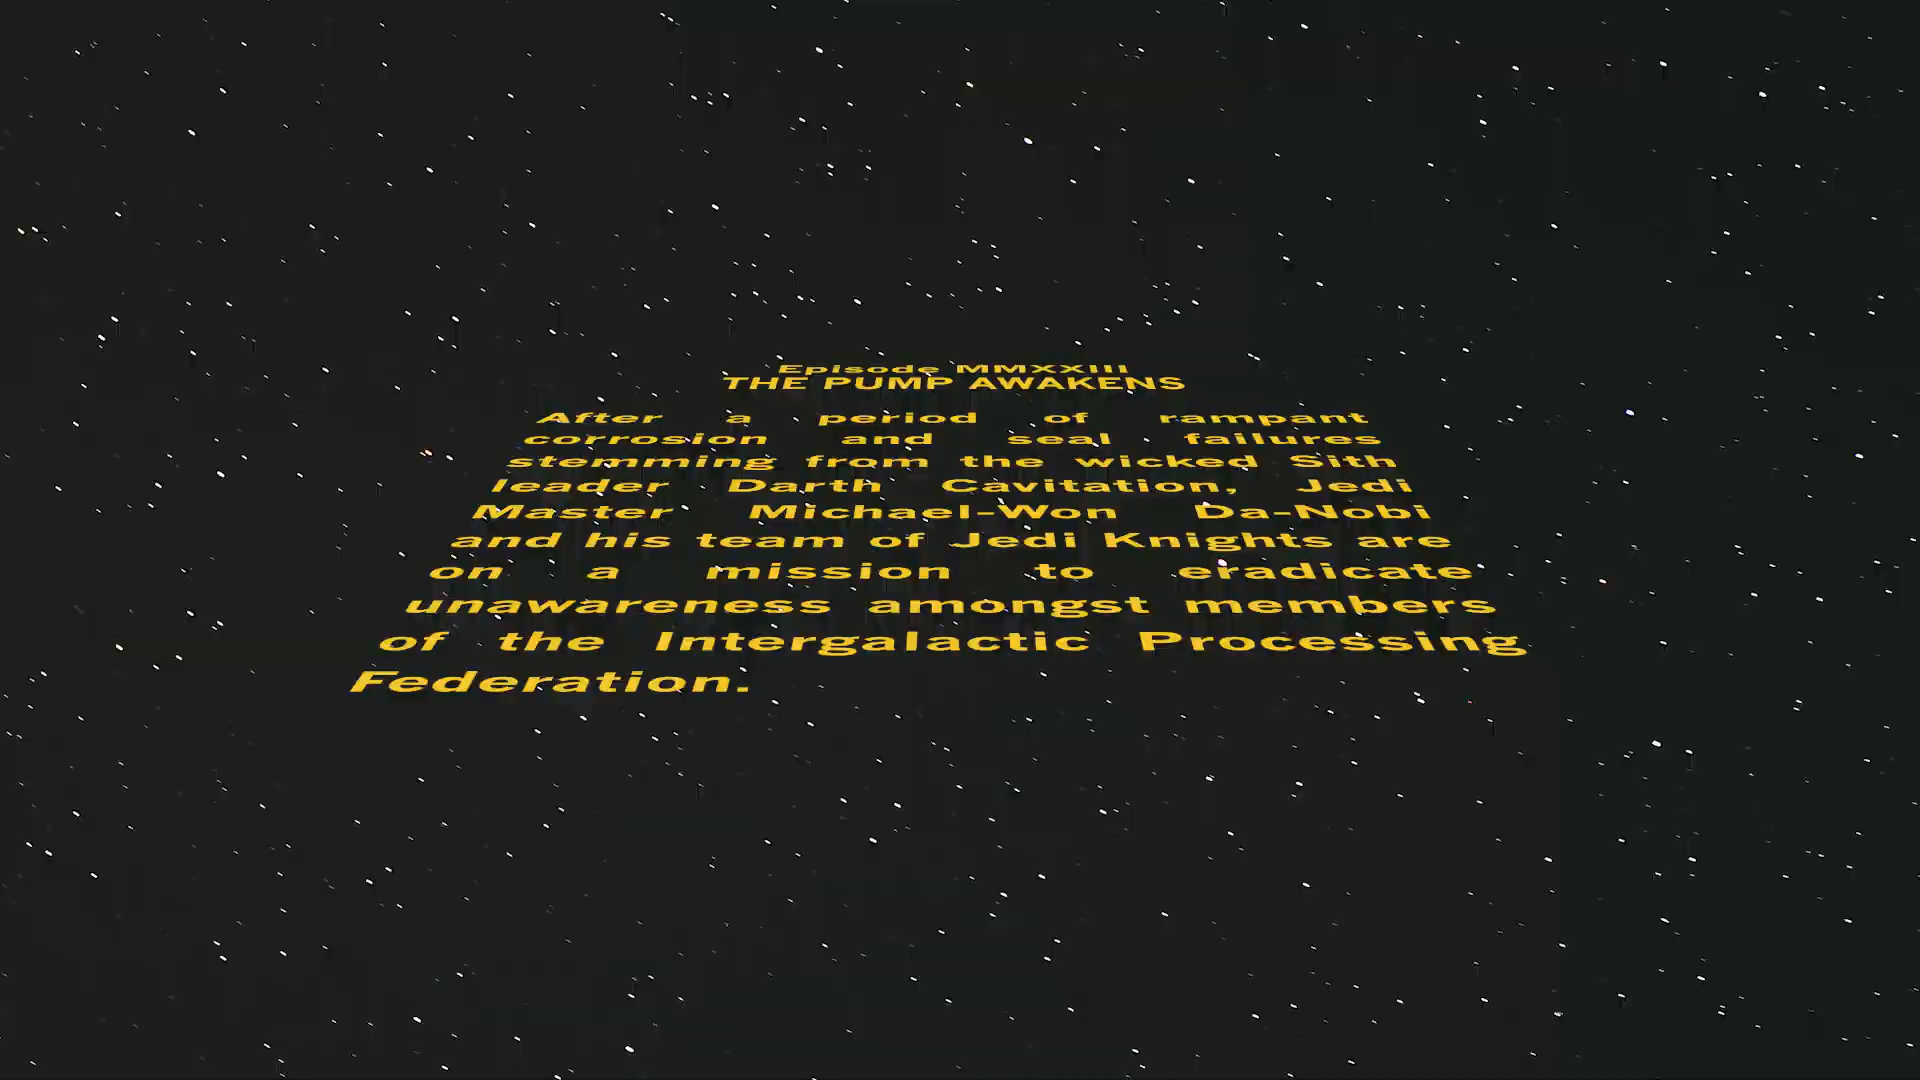 Episode MMXXIII
THE PUMP AWAKENS
After a period of rampant
corrosion and seal failures
stemming from the wicked Sith
leader Darth Cavitation, Jedi
Master Michael-Won Da-Nobi
and his team of Jedi Knights are
on a mission to eradicate
unawareness amongst members
of the Intergalactic Processing
Federation.